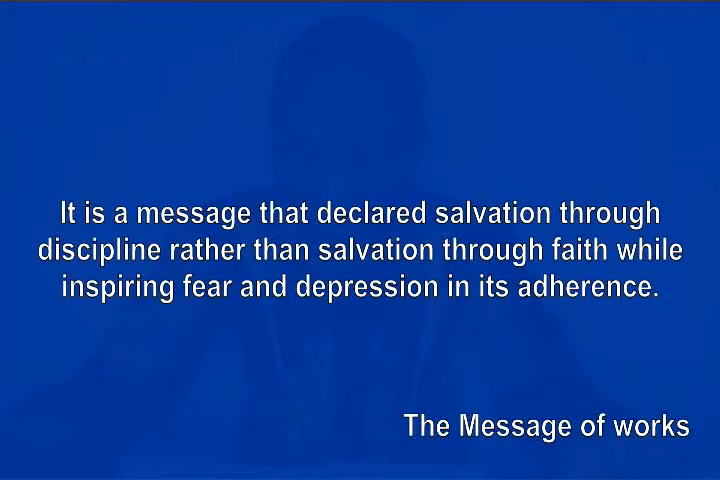 It is a message that declared salvation through
discipline rather than salvation through faith while
inspiring fear and depression in its adherence.
The Message of works